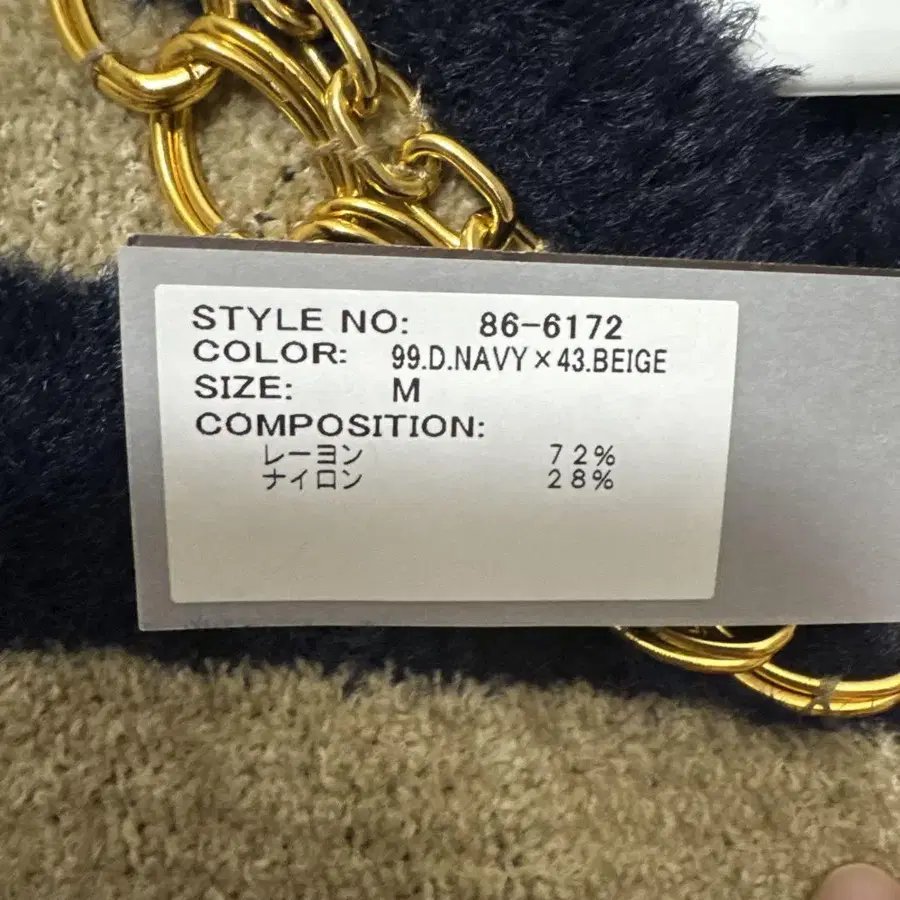 STYLE NO: 86-6172
COLOR: 99.D.NAVY×43.BEIGE
SIZE: M
COMPOSITION:
レーヨン 72%
ナイロン 28%